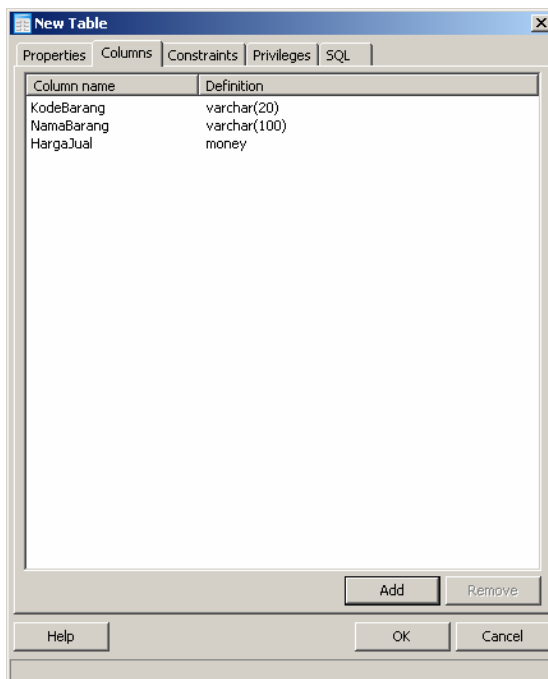 New Table
Properties Columns Constraints Privileges SQL
Column name Definition
KodeBarang varchar(20)
NamaBarang varchar(100)
HargaJual money
Add Remove
Help OK Cancel